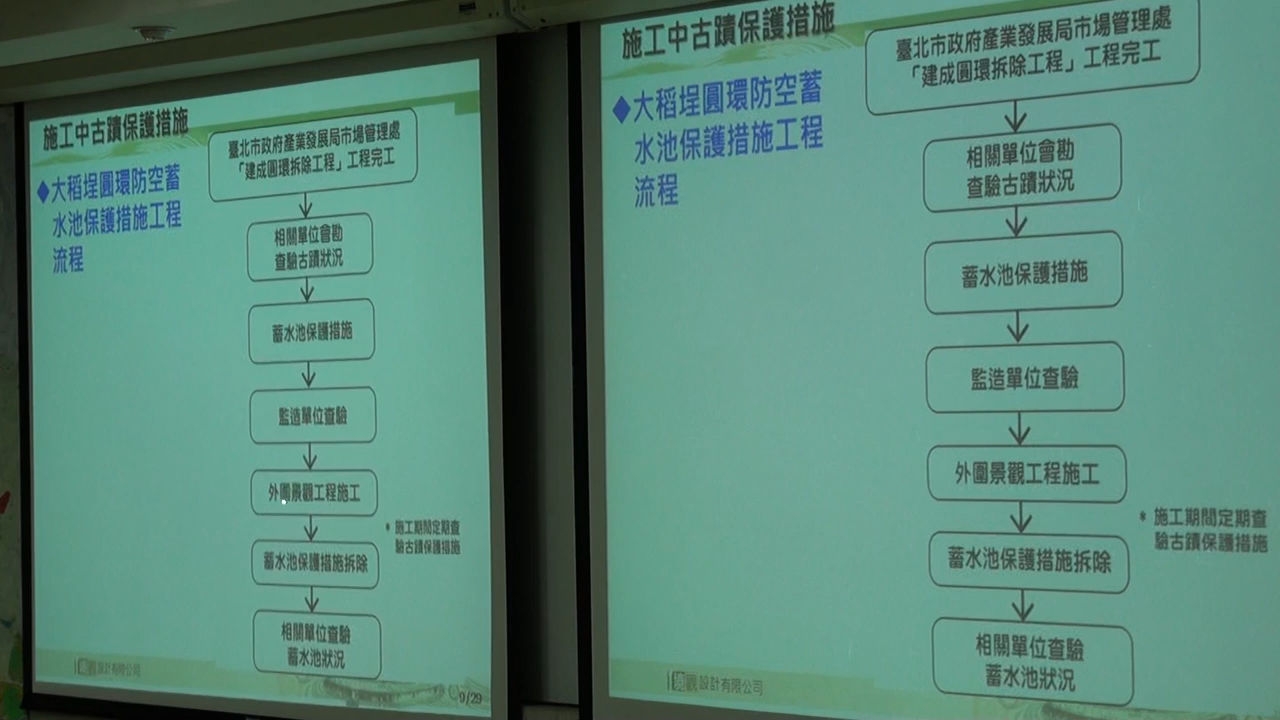 施工中古蹟保護措施
◆大稻埕圓環防空蓄
水池保護措施工程
流程
臺北市政府產業發展局市場管理處
「建成圓環拆除工程」工程完工
相關單位會勘
查驗古蹟狀況
蓄水池保護措施
監造單位查驗
外圍景觀工程施工
* 施工期間定期查
驗古蹟保護措施
蓄水池保護措施拆除
相關單位查驗
蓄水池狀況
設計有限公司
9/29
施工中古蹟保護措施
◆大稻埕圓環防空蓄
水池保護措施工程
流程
臺北市政府產業發展局市場管理處
「建成圓環拆除工程」工程完工
相關單位會勘
查驗古蹟狀況
蓄水池保護措施
監造單位查驗
外圍景觀工程施工
* 施工期間定期查
驗古蹟保護措施
蓄水池保護措施拆除
相關單位查驗
蓄水池狀況
設計有限公司